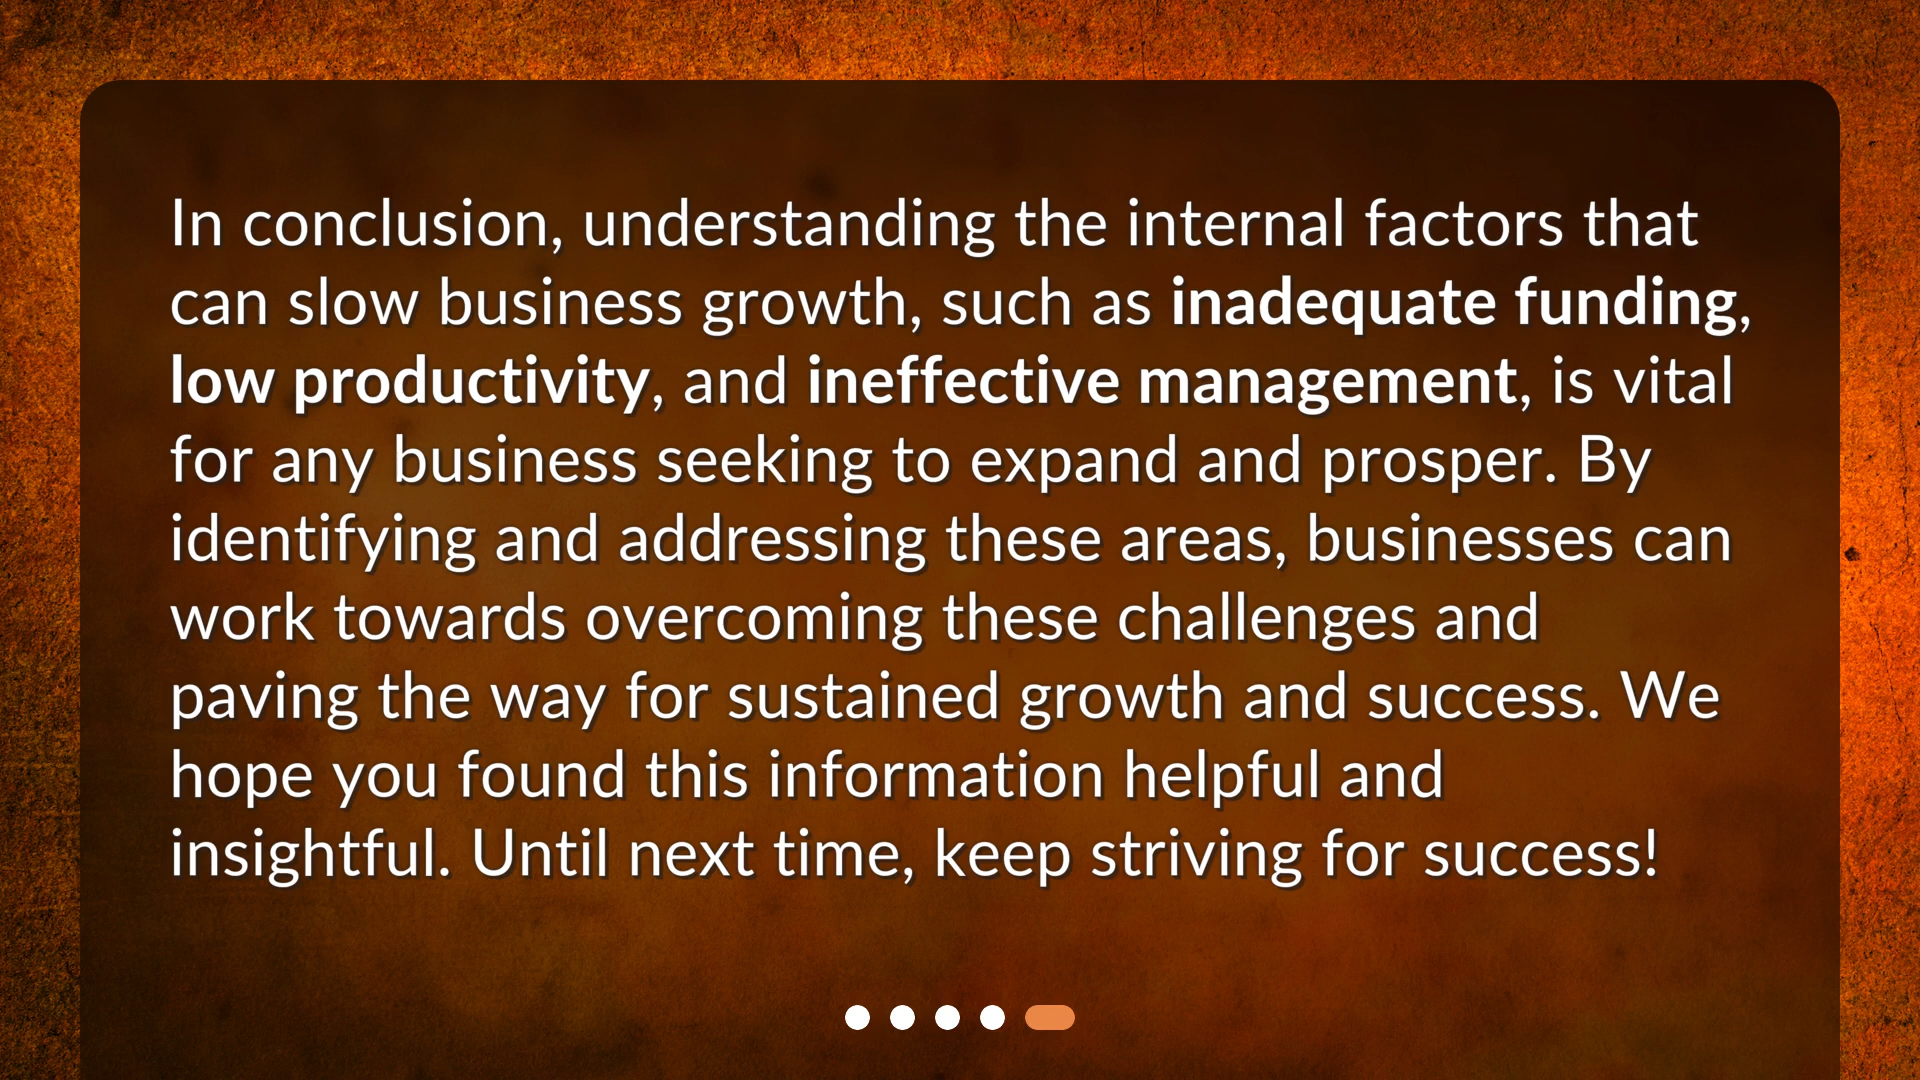 In conclusion, understanding the internal factors that
can slow business growth, such as inadequate funding,
low productivity, and ineffective management, is vital
for any business seeking to expand and prosper. By
identifying and addressing these areas, businesses can
work towards overcoming these challenges and
paving the way for sustained growth and success. We
hope you found this information helpful and
insightful. Until next time, keep striving for success!